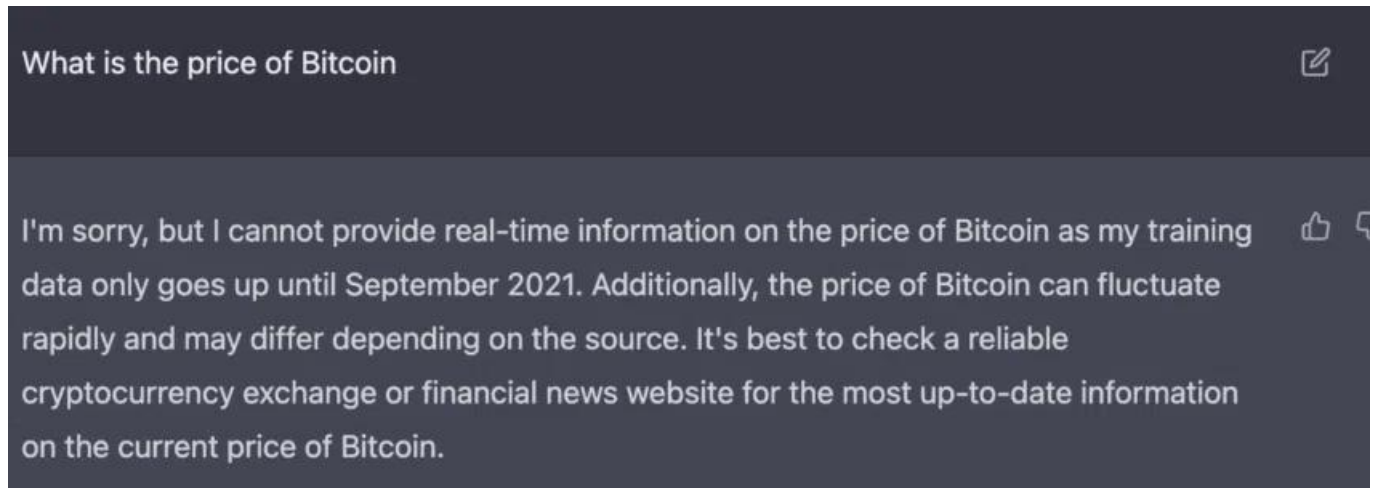 What is the price of Bitcoin
I'm sorry, but I cannot provide real-time information on the price of Bitcoin as my training
data only goes up until September 2021. Additionally, the price of Bitcoin can fluctuate
rapidly and may differ depending on the source. It's best to check a reliable
cryptocurrency exchange or financial news website for the most up-to-date information
on the current price of Bitcoin.